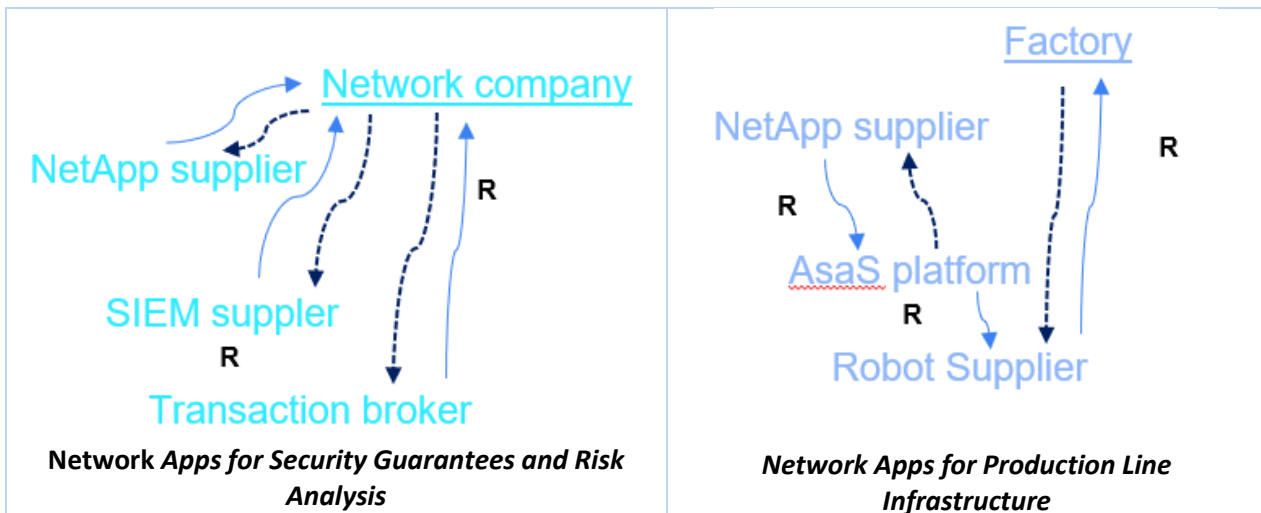 Network company
NetApp supplier
R
SIEM suppler
R
Transaction broker
Network Apps for Security Guarantees and Risk
Analysis
Factory
NetApp supplier
R
R
AsaS platform
R
Robot Supplier
Network Apps for Production Line
Infrastructure